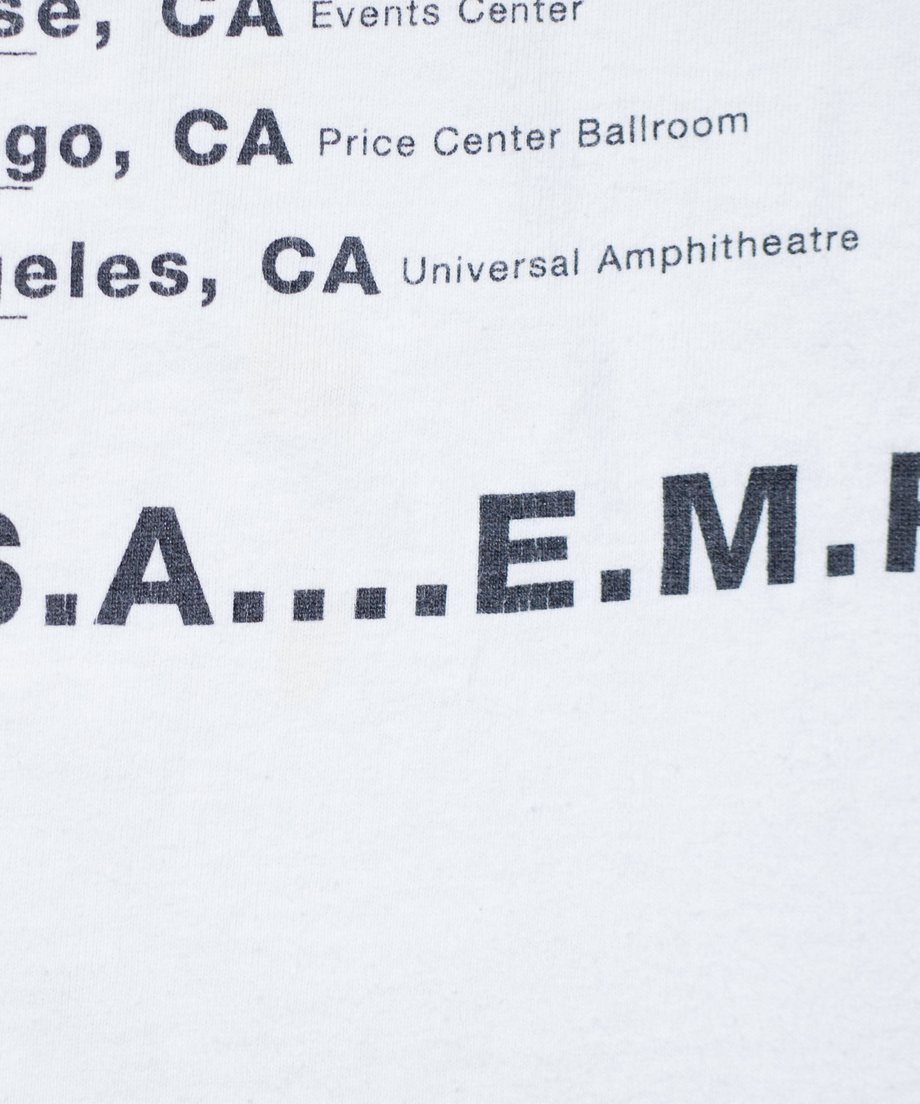 se, CA Events Center
go, CA Price Center Ballroom
geles, CA Universal Amphitheatre
S.A....E.M.